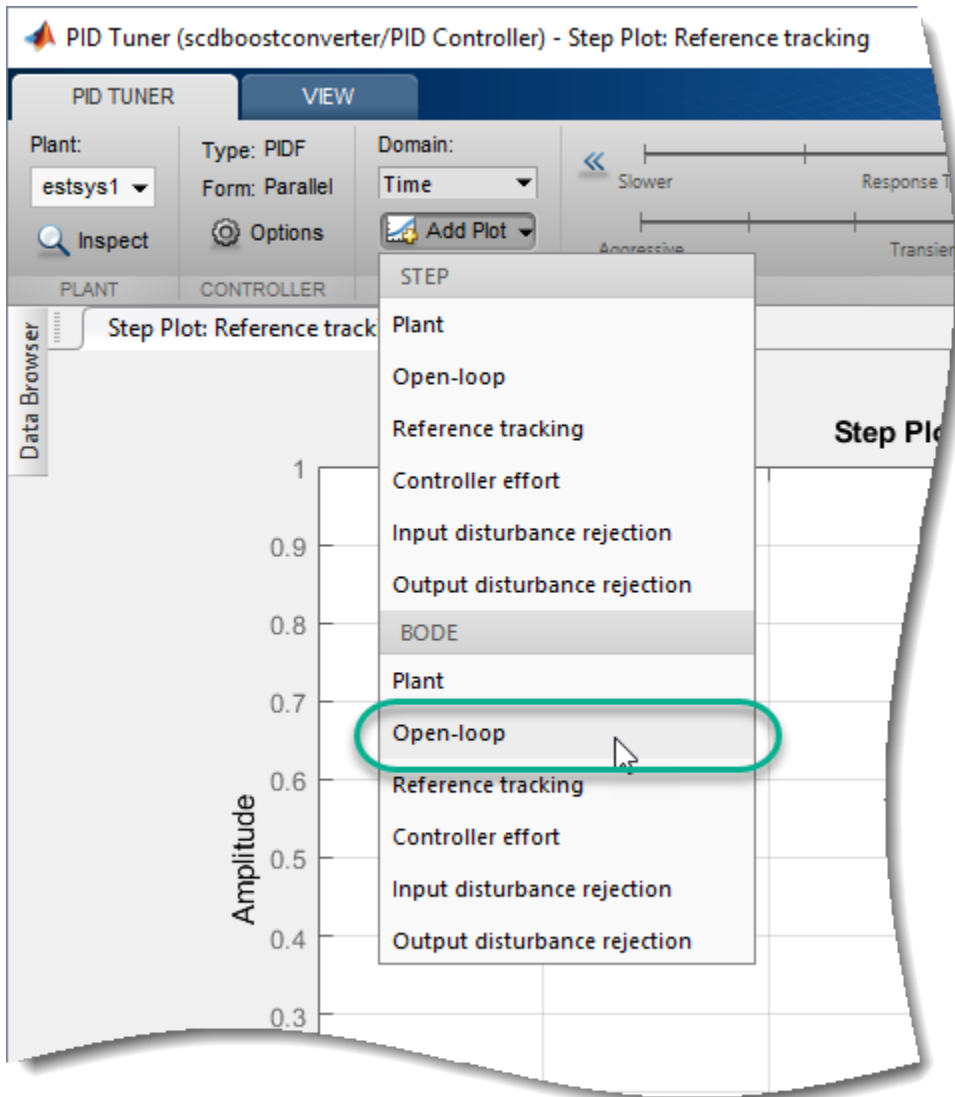 PID Tuner (scdboostconverter/PID Controller) - Step Plot: Reference tracking
PID TUNER VIEW
Plant: Type: PIDF Domain:
estsys1 Form: Parallel Time Slower Response T
Inspect Options Add Plot Aggressive Transier
PLANT CONTROLLER
Data Browser
Step Plot: Reference track
STEP
Plant
Open-loop
Reference tracking
Controller effort
Input disturbance rejection
Output disturbance rejection
BODE
Plant
Open-loop
Reference tracking
Controller effort
Input disturbance rejection
Output disturbance rejection
Step Plo
Amplitude
1
0.9
0.8
0.7
0.6
0.5
0.4
0.3